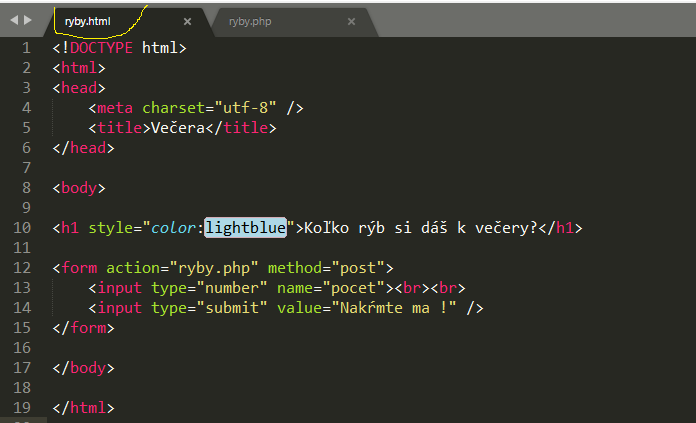 ryby.html × ryby.php ×
1 <!DOCTYPE html>
2 <html>
3 <head>
4     <meta charset="utf-8" />
5     <title>Večera</title>
6 </head>
7
8 <body>
9
10 <h1 style="color:lightblue">Koľko rýb si dáš k večery?</h1>
11
12 <form action="ryby.php" method="post">
13     <input type="number" name="pocet"><br><br>
14     <input type="submit" value="Nakŕmte ma !" />
15 </form>
16
17 </body>
18
19 </html>